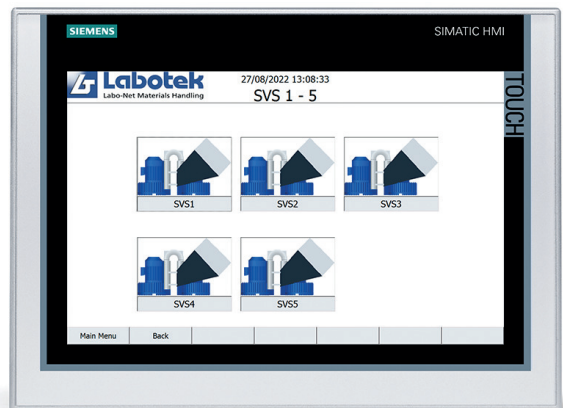 SIEMENS
SIMATIC HMI
TOUCH
Labotek
Labo-Net Materials Handling
27/08/2022 13:08:33
SVS 1 - 5
SVS1
SVS2
SVS3
SVS4
SVS5
Main Menu
Back